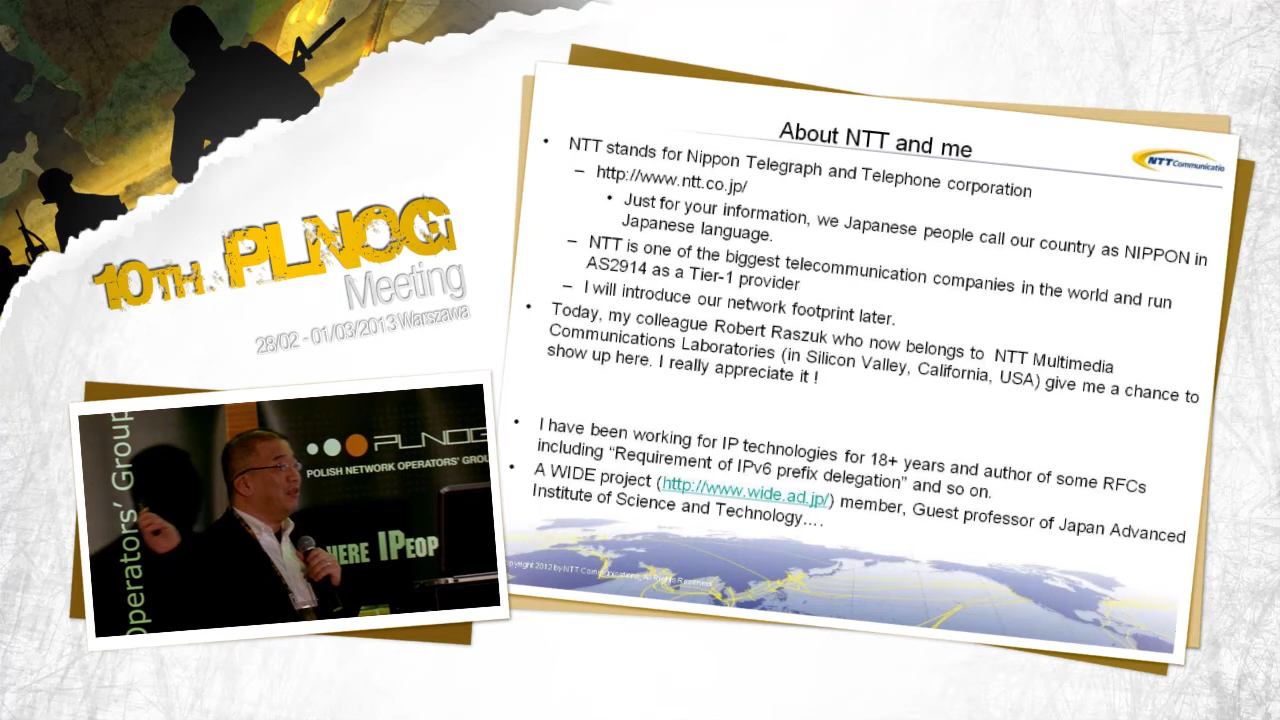 10TH PLNOG
Meeting
28/02 - 01/03/2013 Warszawa
About NTT and me
NTT Communicatio
• NTT stands for Nippon Telegraph and Telephone corporation
– http://www.ntt.co.jp/
• Just for your information, we Japanese people call our country as NIPPON in
Japanese language.
– NTT is one of the biggest telecommunication companies in the world and run
AS2914 as a Tier-1 provider
– I will introduce our network footprint later.
• Today, my colleague Robert Raszuk who now belongs to NTT Multimedia
Communications Laboratories (in Silicon Valley, California, USA) give me a chance to
show up here. I really appreciate it !
• I have been working for IP technologies for 18+ years and author of some RFCs
including “Requirement of IPv6 prefix delegation” and so on.
• A WIDE project (http://www.wide.ad.jp/) member, Guest professor of Japan Advanced
Institute of Science and Technology….
opyright 2012 by NTT Communications, All Rights Reserved
perators’ Group
PLNOG
POLISH NETWORK OPERATORS' GROU
HERE IPEOP